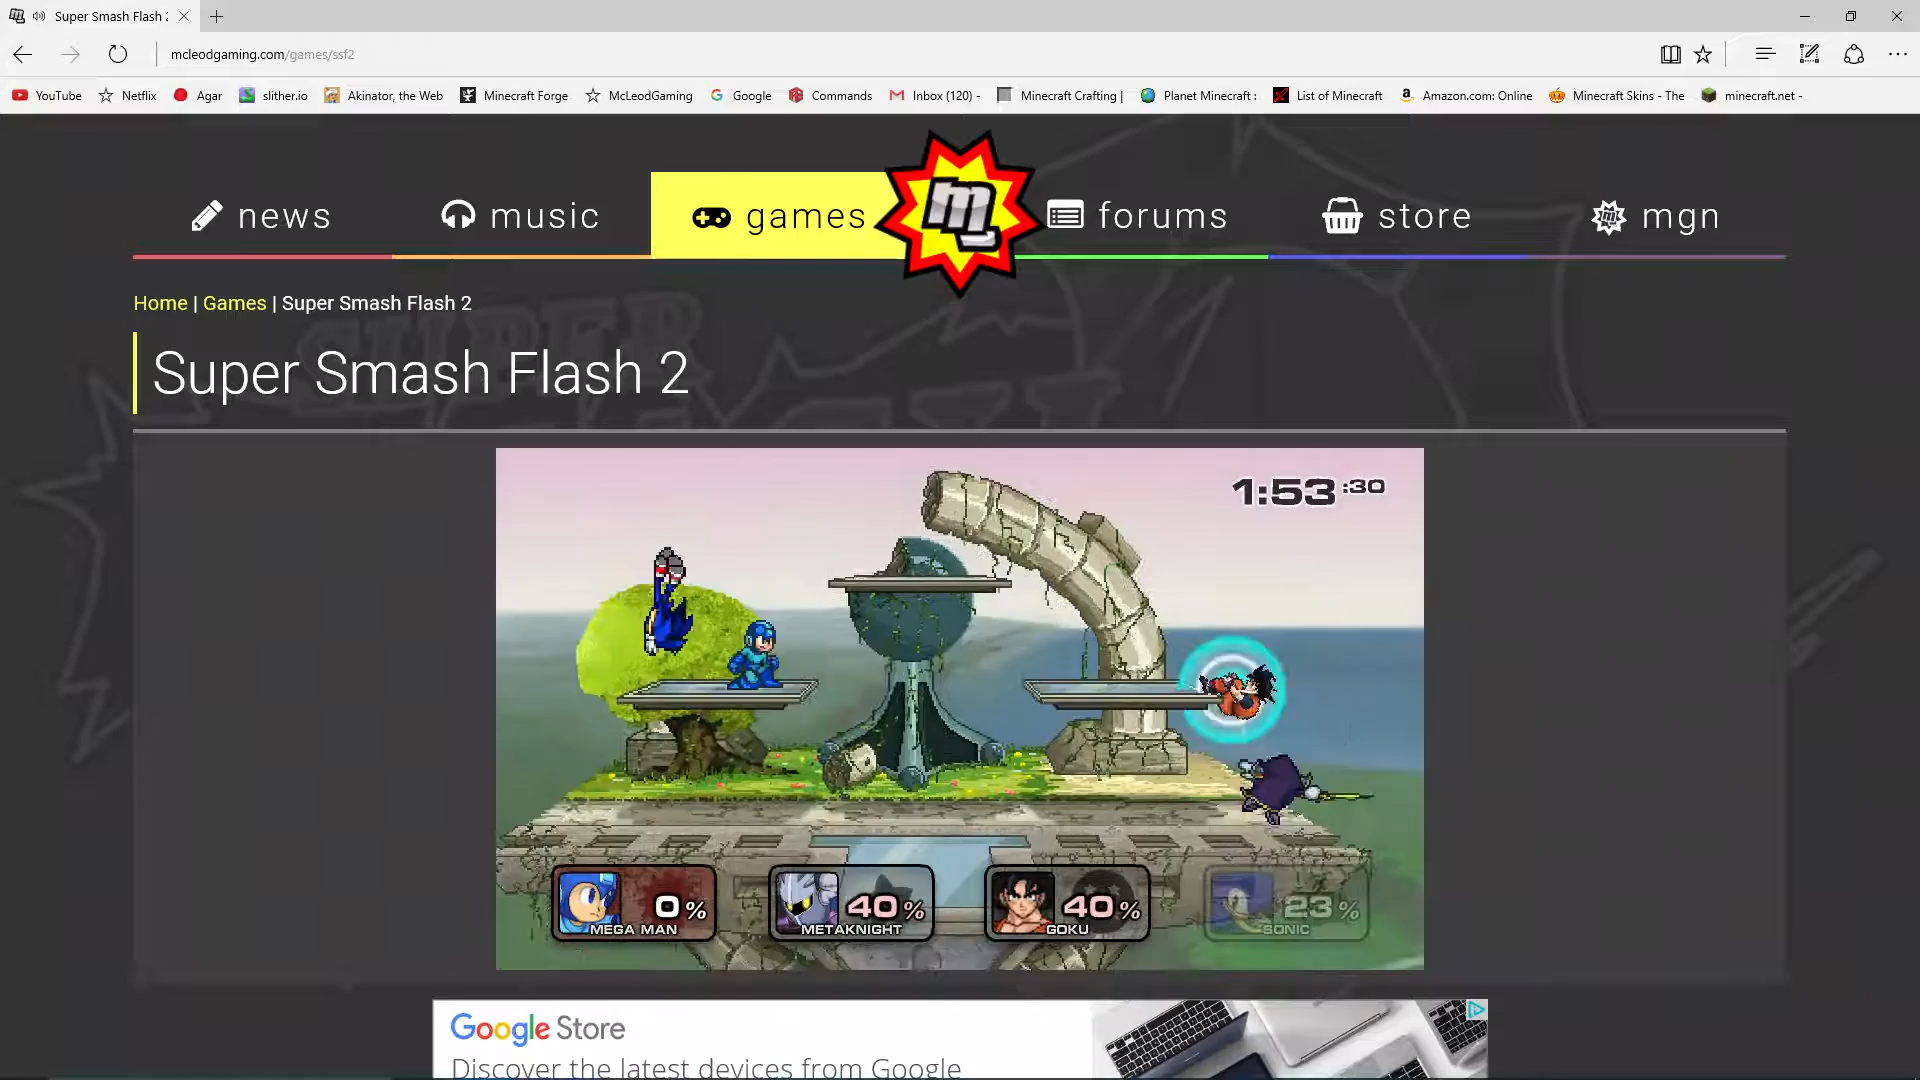 Super Smash Flash 2
mcleodgaming.com/games/ssf2
YouTube Netflix Agar slither.io Akinator, the Web Minecraft Forge McLeodGaming Google Commands Inbox (120) - Minecraft Crafting | Planet Minecraft : List of Minecraft Amazon.com: Online Minecraft Skins - The minecraft.net -
news music games m forums store mgn
Home | Games | Super Smash Flash 2
Super Smash Flash 2
1:53 :30
0 % 40 % 40 % 23 %
MEGA MAN METAKNIGHT GOKU SONIC
Google Store
Discover the latest devices from Google